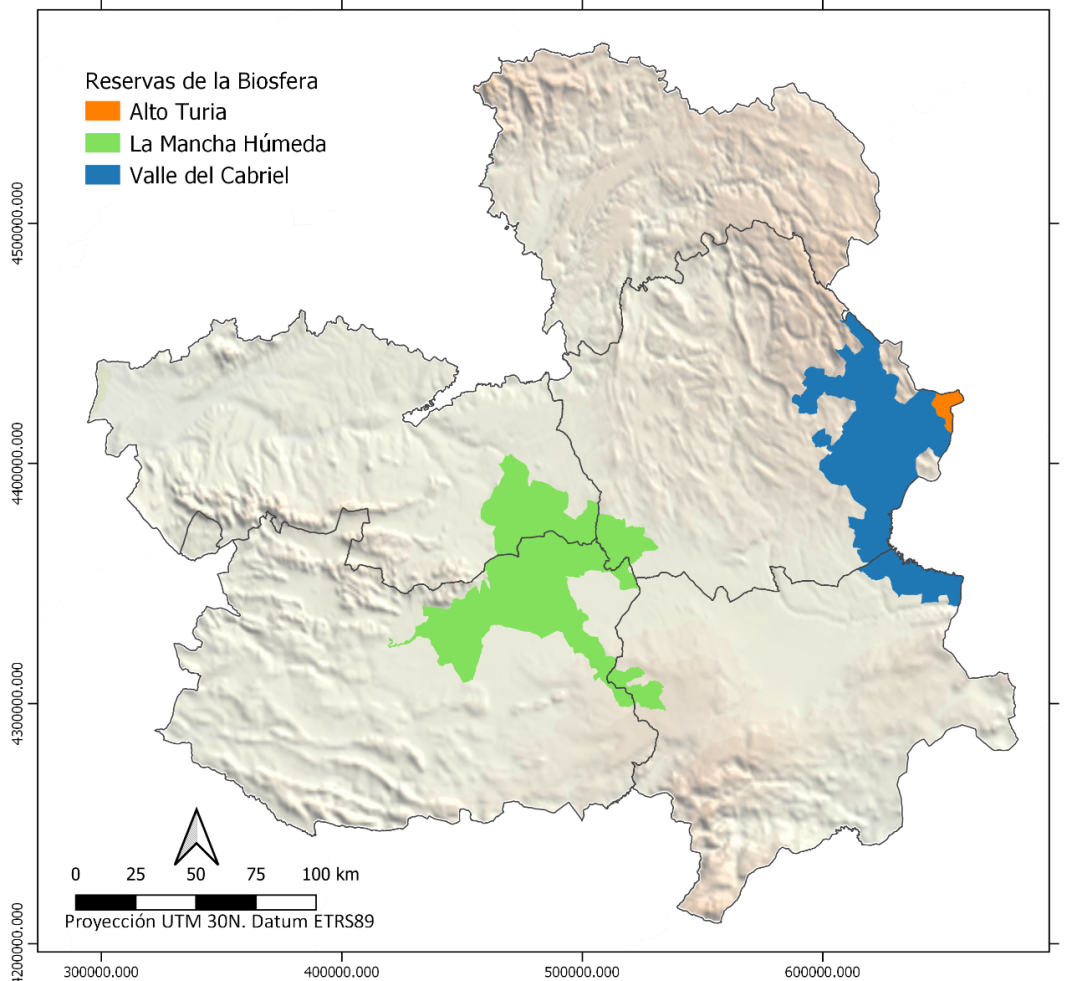 Reservas de la Biosfera
Alto Turia
La Mancha Húmeda
Valle del Cabriel
4500000.000
4400000.000
4300000.000
4200000.000
0 25 50 75 100 km
Proyección UTM 30N. Datum ETRS89
300000.000 400000.000 500000.000 600000.000